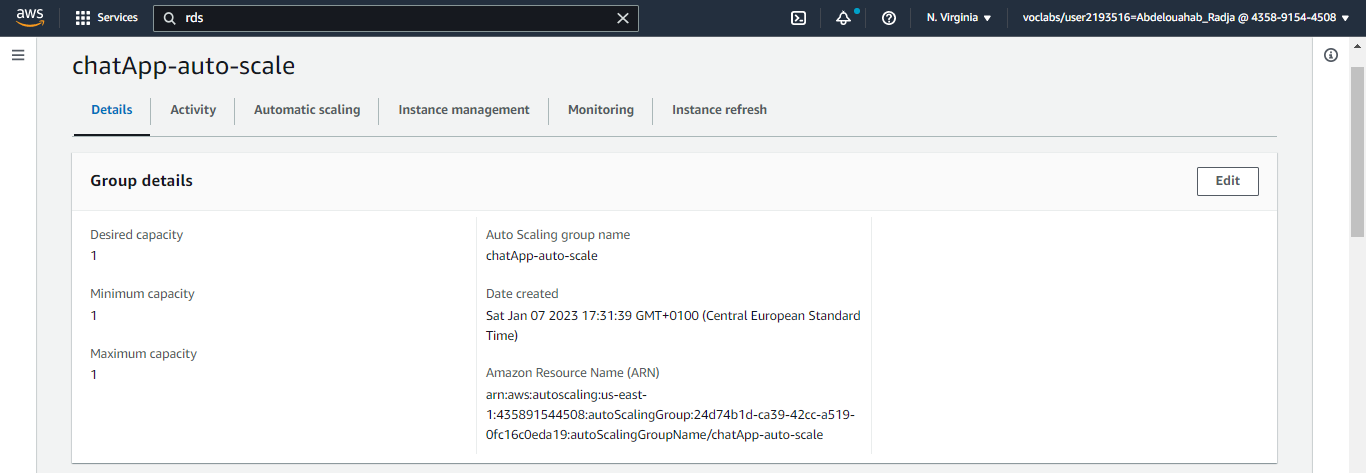 aws
Services
rds
N. Virginia
voclabs/user2193516=Abdelouahab_Radja @ 4358-9154-4508
chatApp-auto-scale
Details
Activity
Automatic scaling
Instance management
Monitoring
Instance refresh
Group details
Edit
Desired capacity
1
Minimum capacity
1
Maximum capacity
1
Auto Scaling group name
chatApp-auto-scale
Date created
Sat Jan 07 2023 17:31:39 GMT+0100 (Central European Standard
Time)
Amazon Resource Name (ARN)
arn:aws:autoscaling:us-east-
1:435891544508:autoScalingGroup:24d74b1d-ca39-42cc-a519-
0fc16c0eda19:autoScalingGroupName/chatApp-auto-scale